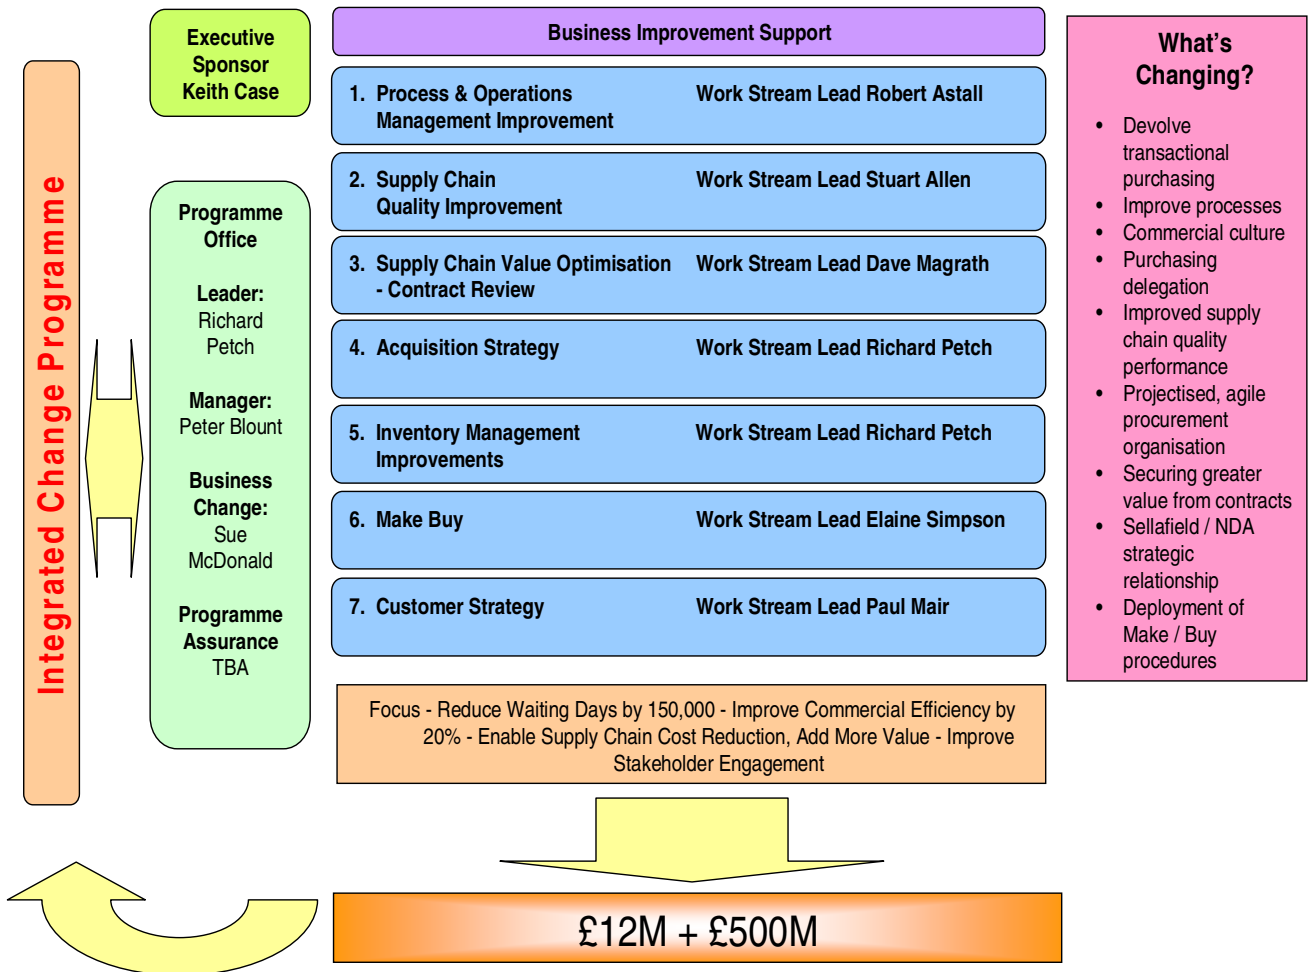 Integrated Change Programme
Executive
Sponsor
Keith Case
Programme
Office
Leader:
Richard
Petch
Manager:
Peter Blount
Business
Change:
Sue
McDonald
Programme
Assurance
TBA
Business Improvement Support
1. Process & Operations Work Stream Lead Robert Astall
Management Improvement
2. Supply Chain Work Stream Lead Stuart Allen
Quality Improvement
3. Supply Chain Value Optimisation Work Stream Lead Dave Magrath
- Contract Review
4. Acquisition Strategy Work Stream Lead Richard Petch
5. Inventory Management Work Stream Lead Richard Petch
Improvements
6. Make Buy Work Stream Lead Elaine Simpson
7. Customer Strategy Work Stream Lead Paul Mair
Focus - Reduce Waiting Days by 150,000 - Improve Commercial Efficiency by
20% - Enable Supply Chain Cost Reduction, Add More Value - Improve
Stakeholder Engagement
£12M + £500M
What's
Changing?
• Devolve
transactional
purchasing
• Improve processes
• Commercial culture
• Purchasing
delegation
• Improved supply
chain quality
performance
• Projectised, agile
procurement
organisation
• Securing greater
value from contracts
• Sellafield / NDA
strategic
relationship
• Deployment of
Make / Buy
procedures